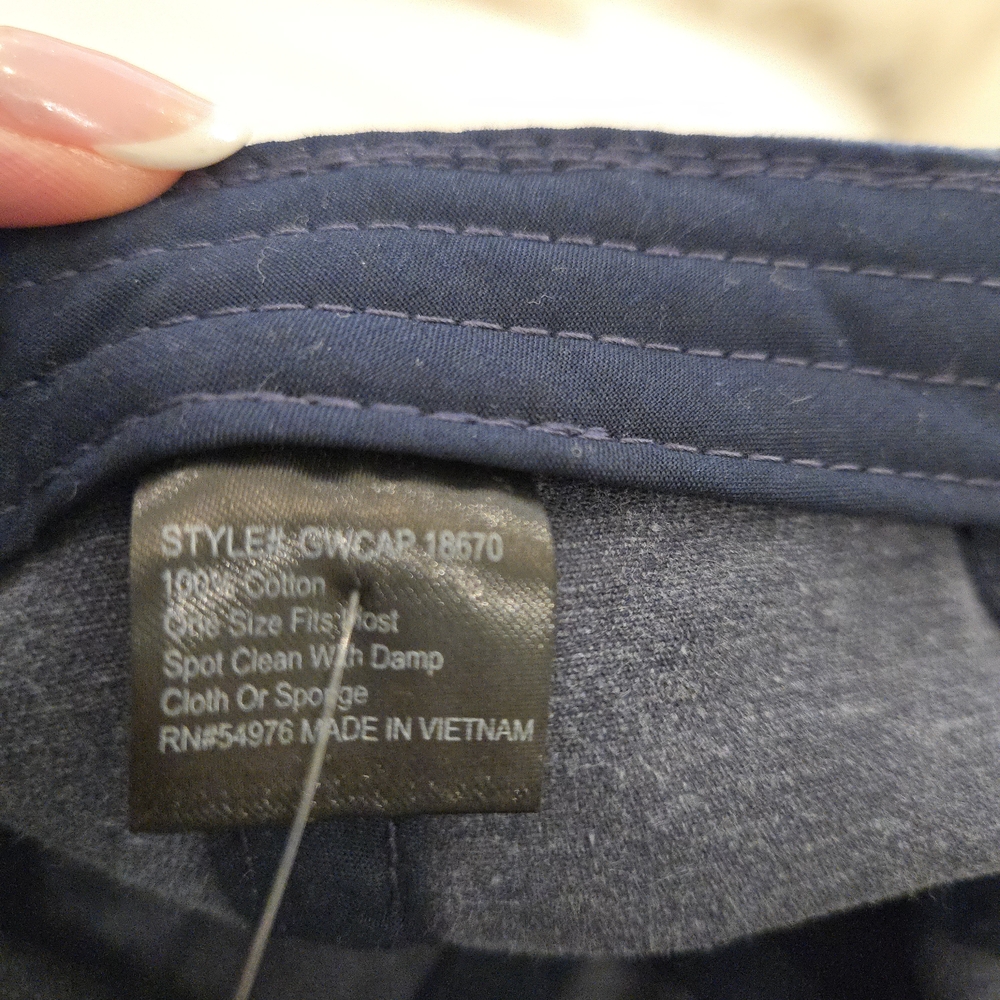 STYLE#: GWCAP 18670
100% Cotton
One Size Fits Most
Spot Clean With Damp
Cloth Or Sponge
RN#54976 MADE IN VIETNAM